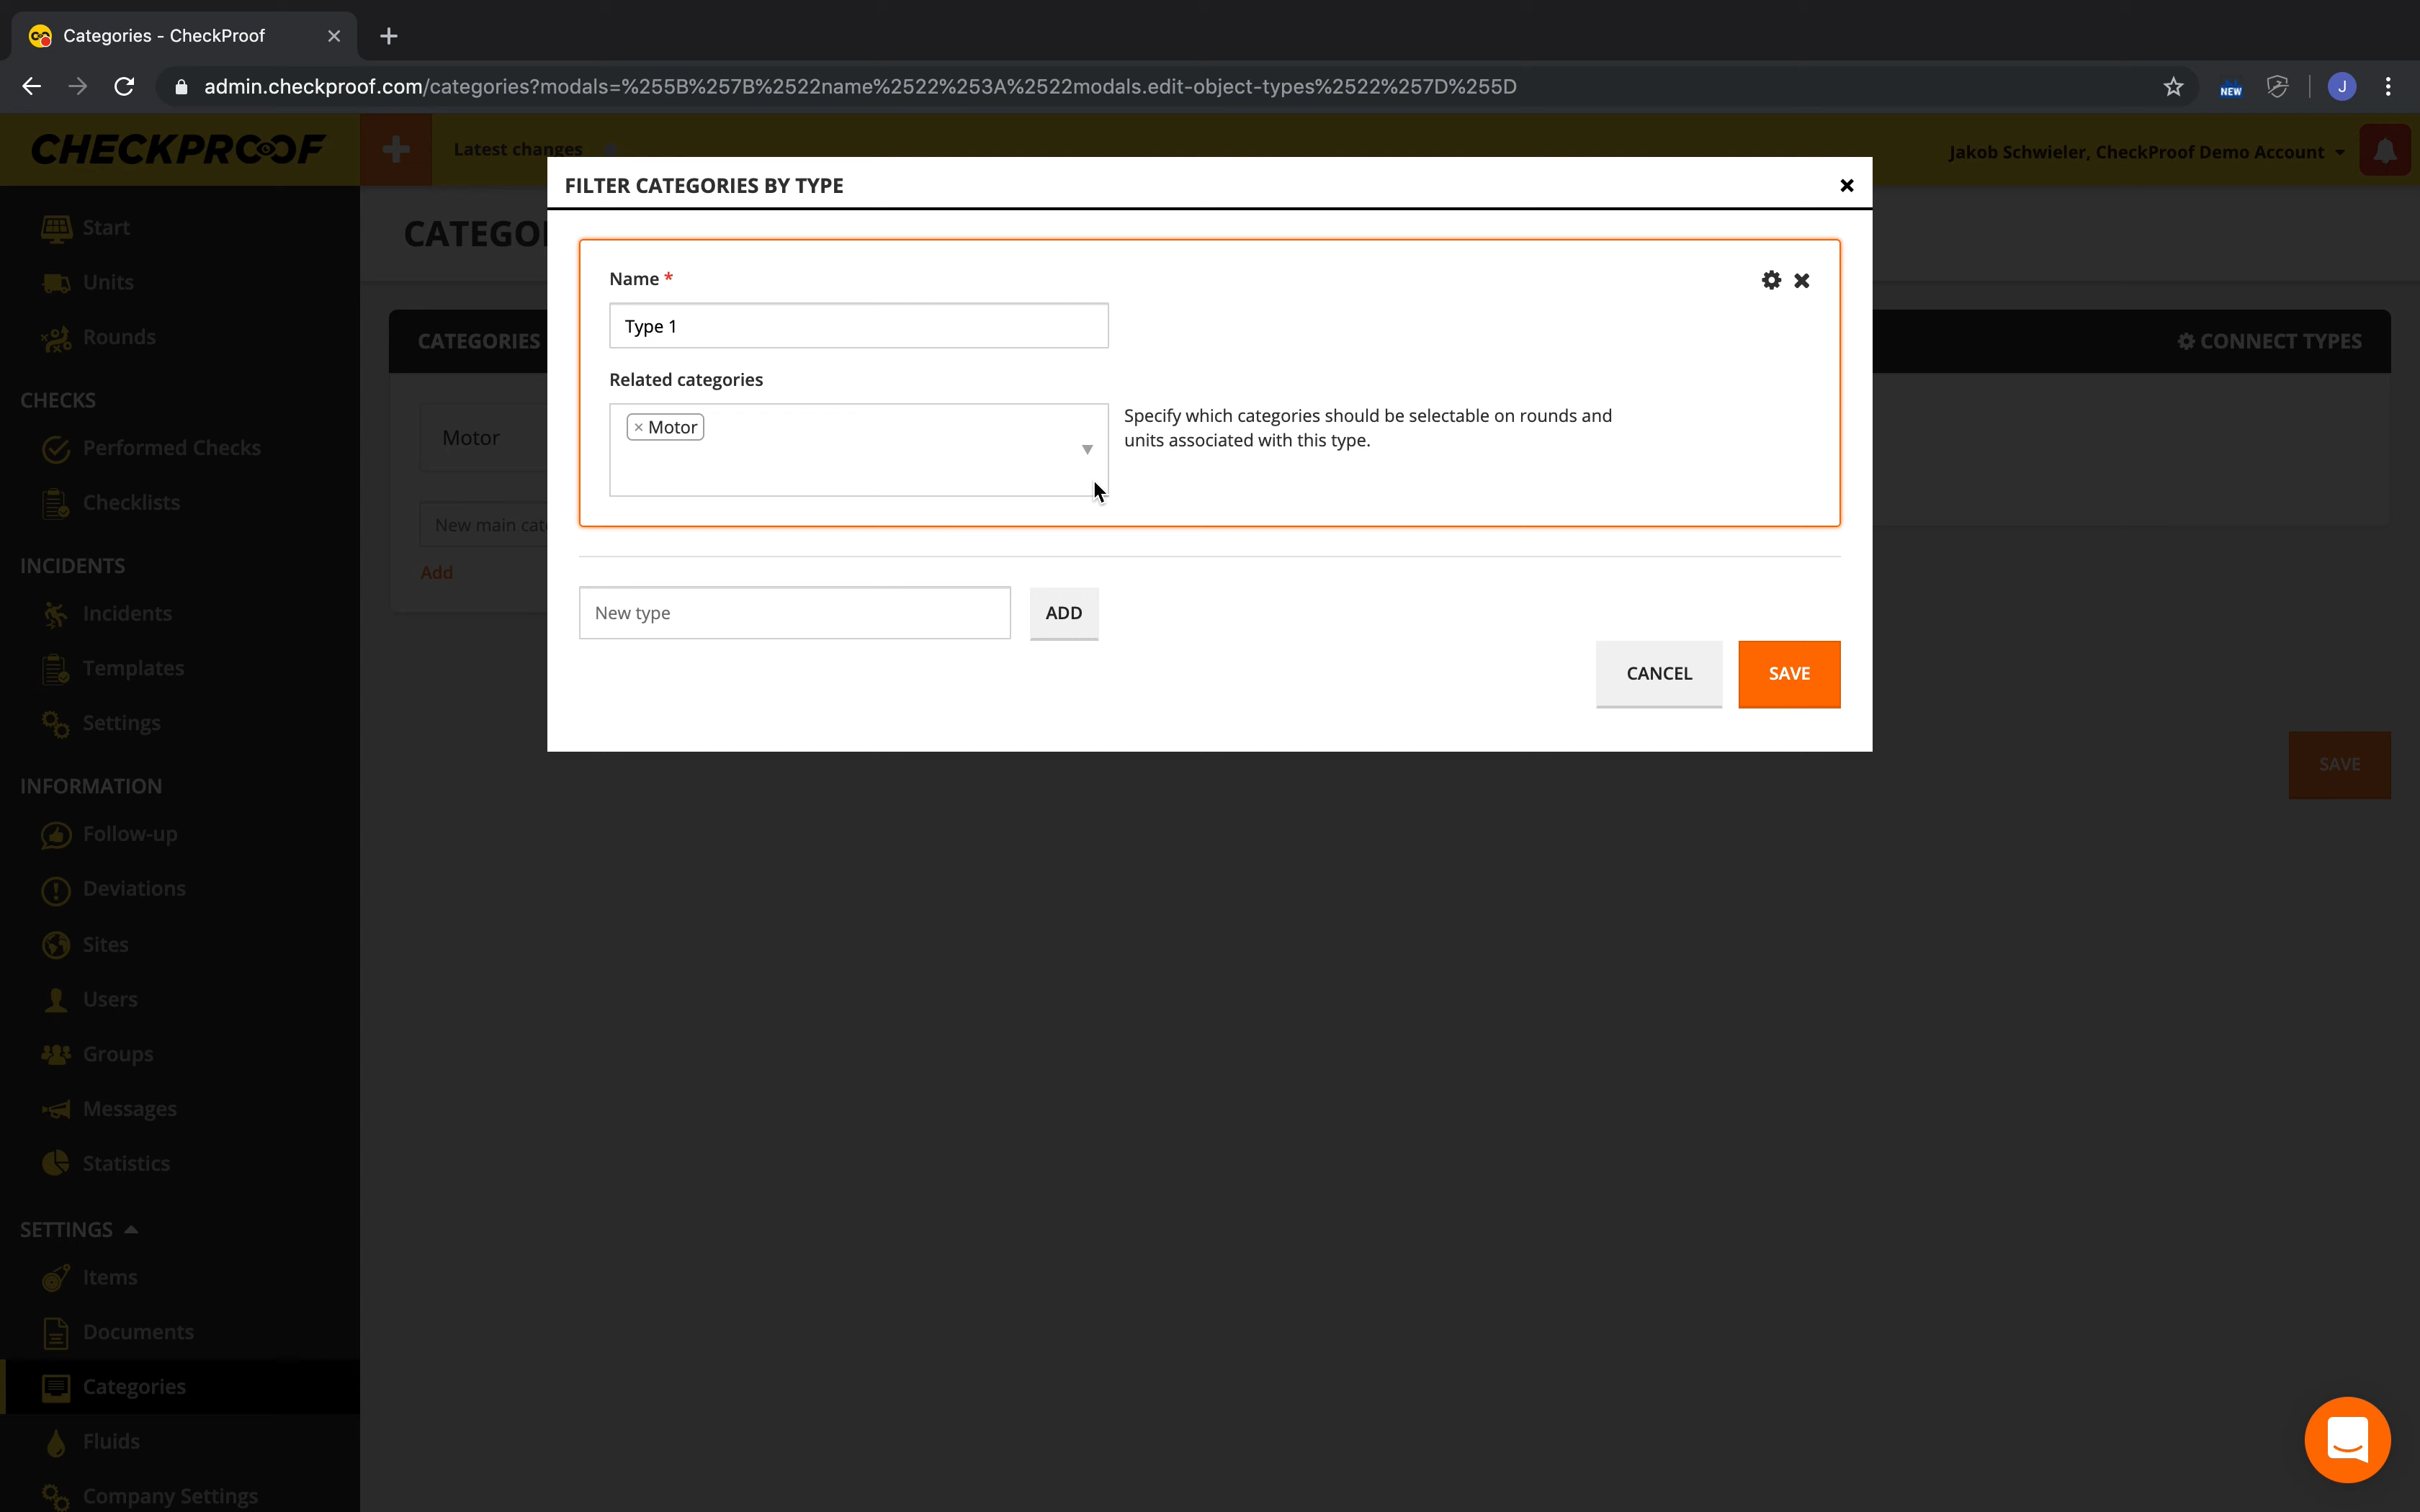 Categories - CheckProof
admin.checkproof.com/categories?modals=%255B%257B%2522name%2522%253A%2522modals.edit-object-types%2522%257D%255D
NEW
J
CHECKPROOF
Latest changes
Jakob Schwieler, CheckProof Demo Account
FILTER CATEGORIES BY TYPE
Start
Units
Rounds
CHECKS
Performed Checks
Checklists
INCIDENTS
Incidents
Templates
Settings
INFORMATION
Follow-up
Deviations
Sites
Users
Groups
Messages
Statistics
SETTINGS
Items
Documents
Categories
Fluids
Company Settings
CATEGO
CATEGORIES
CONNECT TYPES
Motor
New main cat
Add
SAVE
Name *
Type 1
Related categories
× Motor
Specify which categories should be selectable on rounds and
units associated with this type.
New type
ADD
CANCEL
SAVE